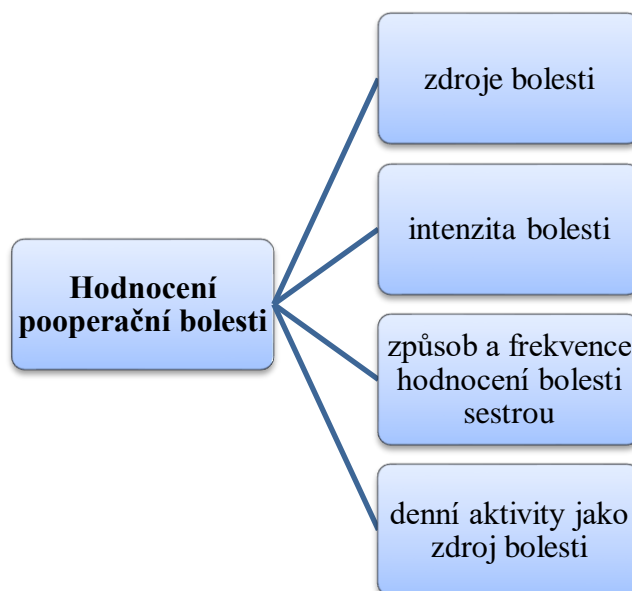 zdroje bolesti
intenzita bolesti
Hodnocení
pooperační bolesti
způsob a frekvence
hodnocení bolesti
sestrou
denní aktivity jako
zdroj bolesti